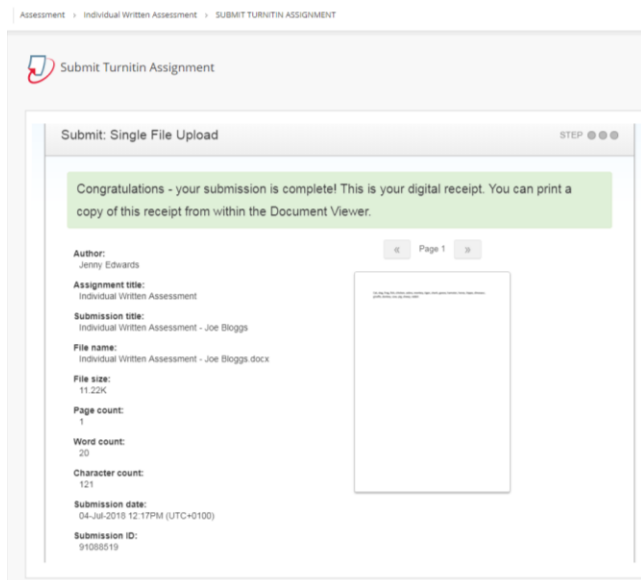 Assessment > Individual Written Assessment > SUBMIT TURNITIN ASSIGNMENT
Submit Turnitin Assignment
Submit: Single File Upload
STEP
Congratulations - your submission is complete! This is your digital receipt. You can print a
copy of this receipt from within the Document Viewer.
« Page 1 »
Author:
Jenny Edwards
Assignment title:
Individual Written Assessment
Submission title:
Individual Written Assessment - Joe Bloggs
File name:
Individual Written Assessment - Joe Bloggs.docx
File size:
11.22K
Page count:
1
Word count:
20
Character count:
121
Submission date:
04-Jul-2018 12:17PM (UTC+0100)
Submission ID:
91088519